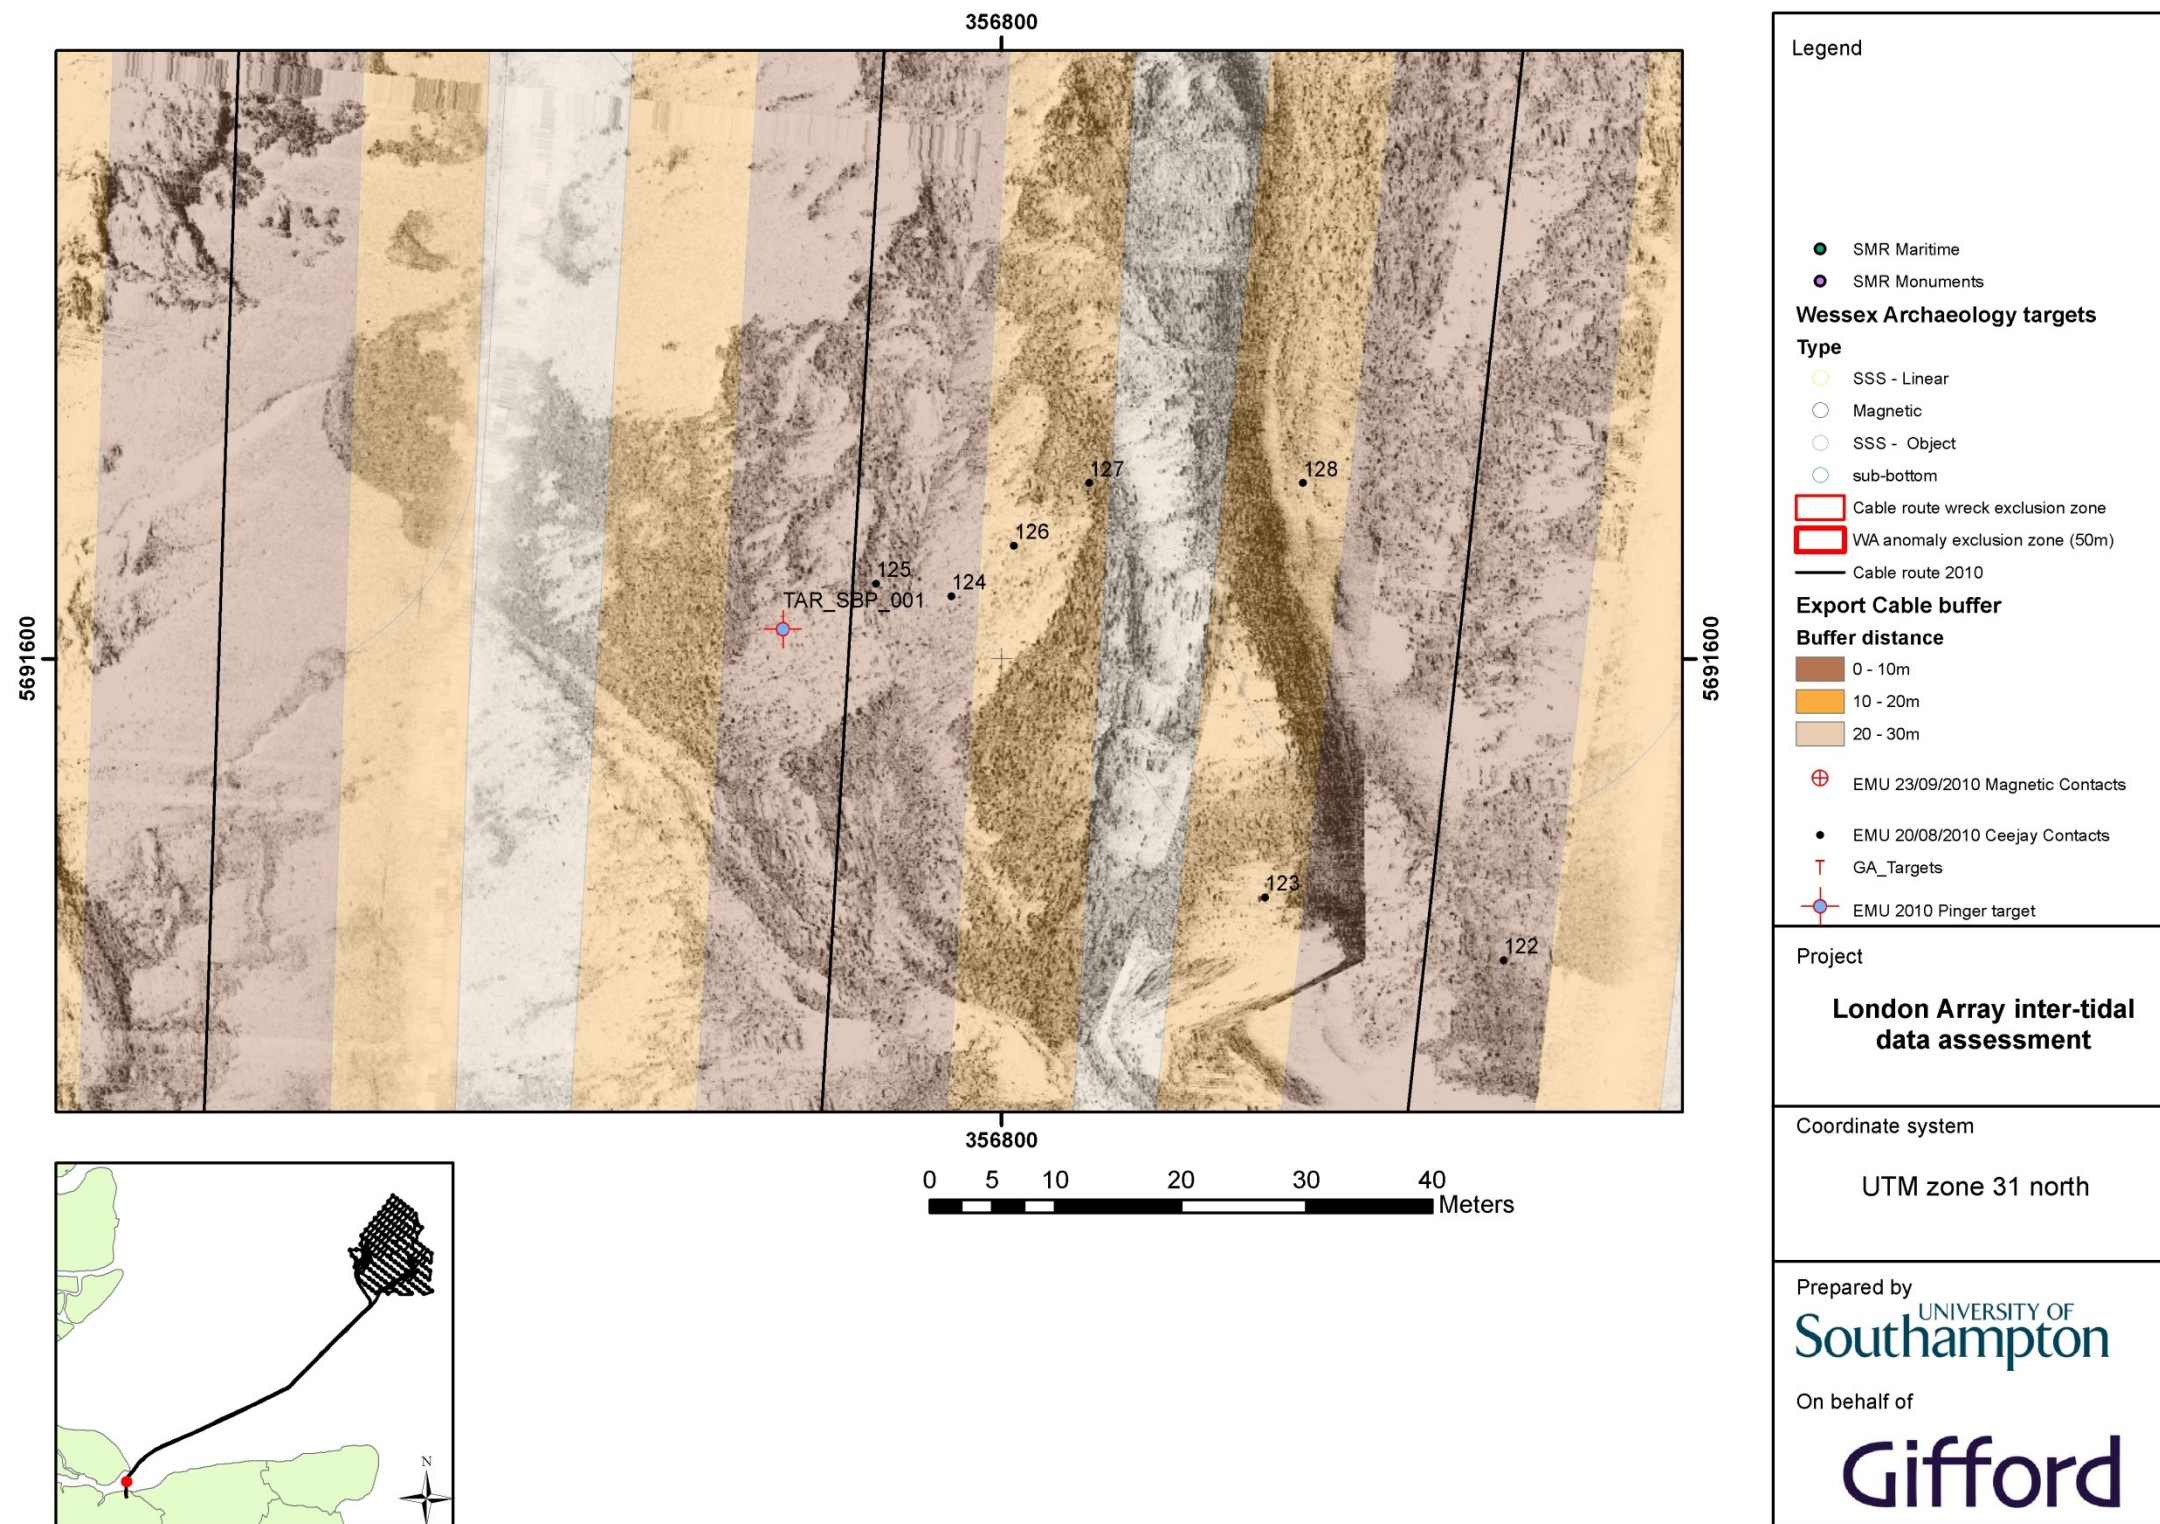 356800
Legend
SMR Maritime
SMR Monuments
Wessex Archaeology targets
Type
SSS - Linear
Magnetic
SSS - Object
sub-bottom
Cable route wreck exclusion zone
WA anomaly exclusion zone (50m)
Cable route 2010
Export Cable buffer
Buffer distance
0 - 10m
10 - 20m
20 - 30m
EMU 23/09/2010 Magnetic Contacts
EMU 20/08/2010 Ceejay Contacts
GA_Targets
EMU 2010 Pinger target
127
128
126
125
124
TAR_SBP_001
5691600
5691600
123
122
356800
0 5 10 20 30 40
Meters
N
Project
London Array inter-tidal
data assessment
Coordinate system
UTM zone 31 north
Prepared by
UNIVERSITY OF
Southampton
On behalf of
Gifford